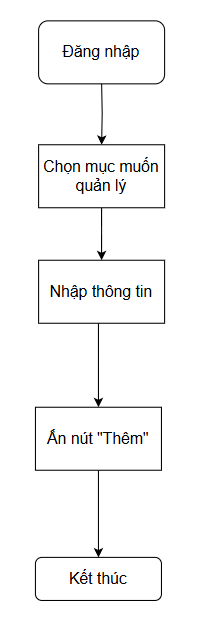 Đăng nhập
Chọn mục muốn
quản lý
Nhập thông tin
Ấn nút "Thêm"
Kết thúc